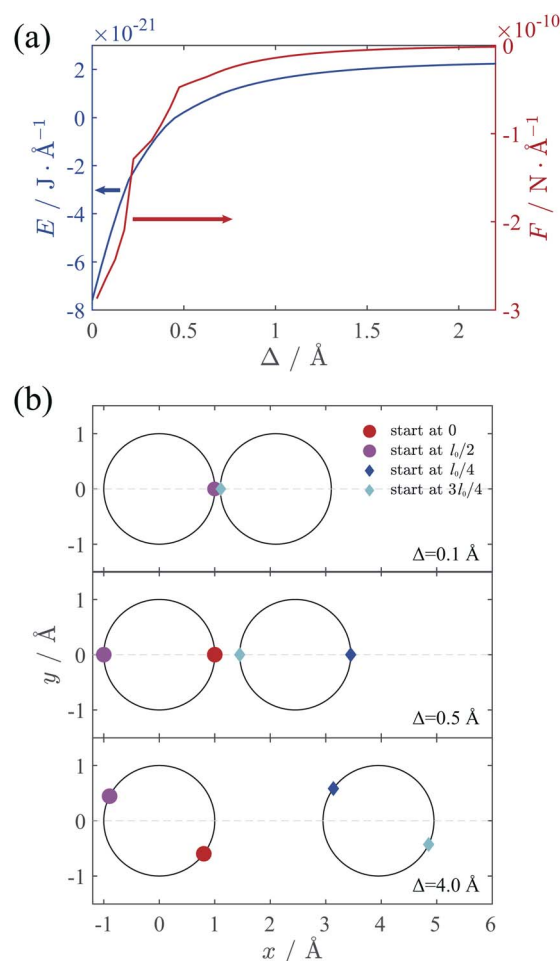 (a)
×10⁻²¹
×10⁻¹⁰
2
0
-2
-4
-6
-8
0
-1
-2
-3
E / J · Å⁻¹
F / N · Å⁻¹
0
0.5
1
1.5
2
Δ / Å
(b)
1
0
-1
start at 0
start at l₀/2
start at l₀/4
start at 3l₀/4
Δ=0.1 Å
1
0
-1
Δ=0.5 Å
y / Å
1
0
-1
Δ=4.0 Å
-1
0
1
2
3
4
5
6
x / Å